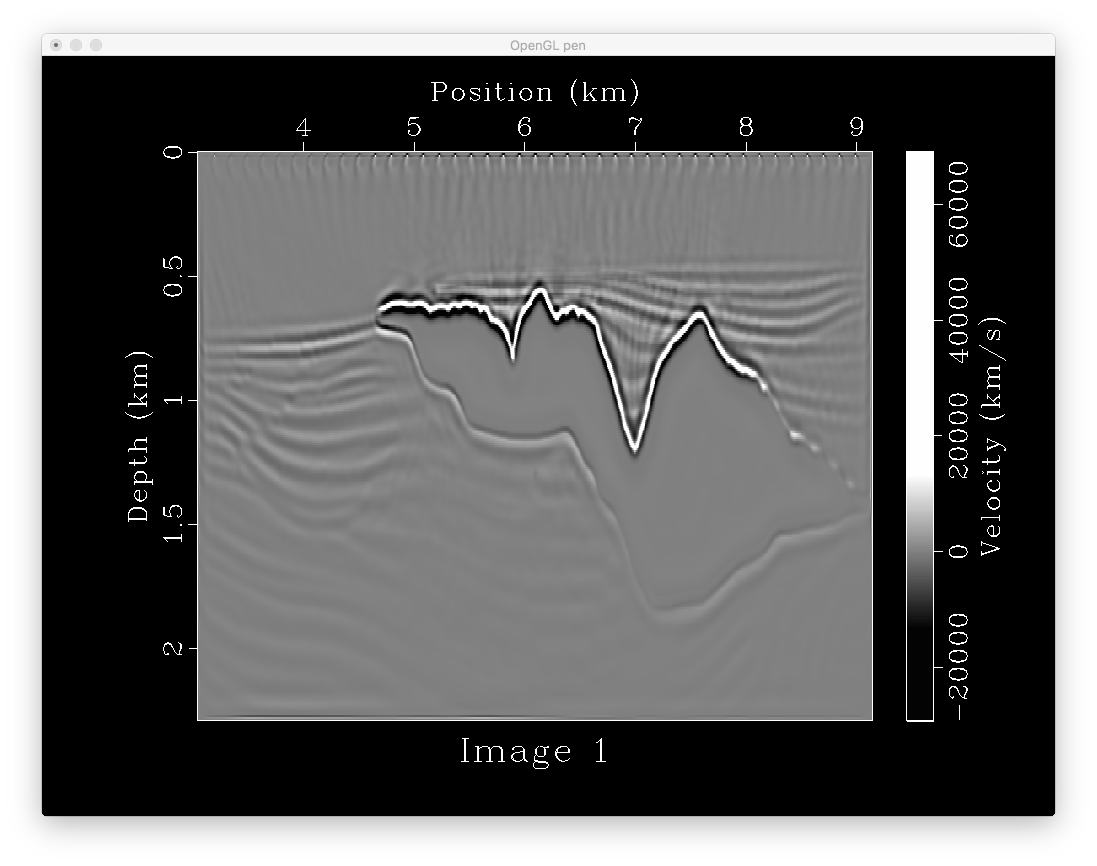 OpenGL pen
Position (km)
4 5 6 7 8 9
Depth (km)
0
0.5
1
1.5
2
60000
40000
20000
0
−20000
Velocity (km/s)
Image 1